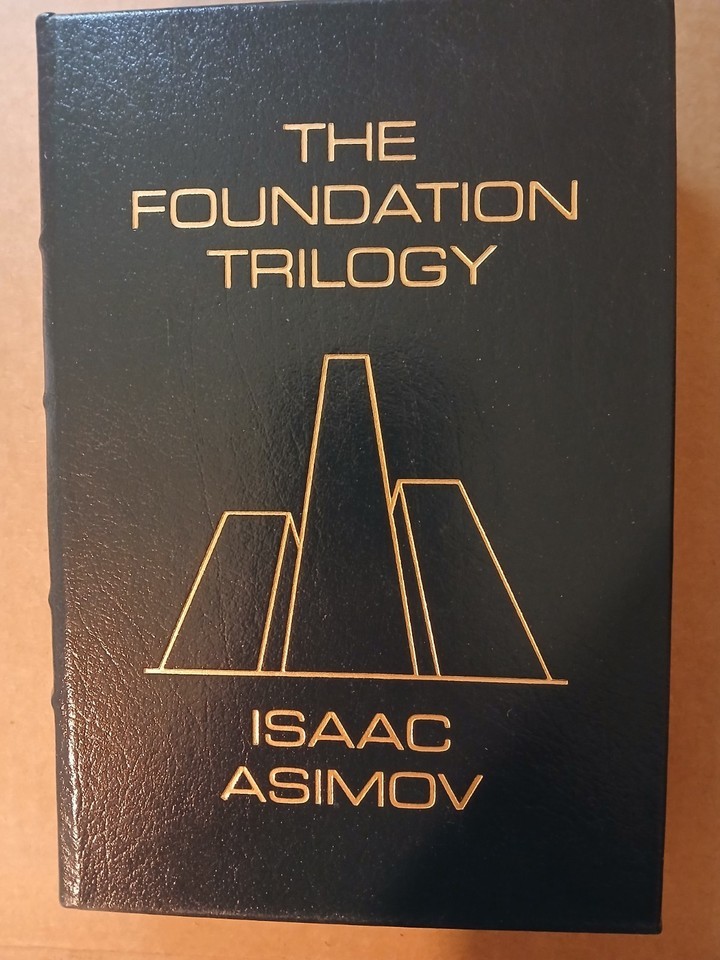 THE
FOUNDATION
TRILOGY
ISAAC
ASIMOV